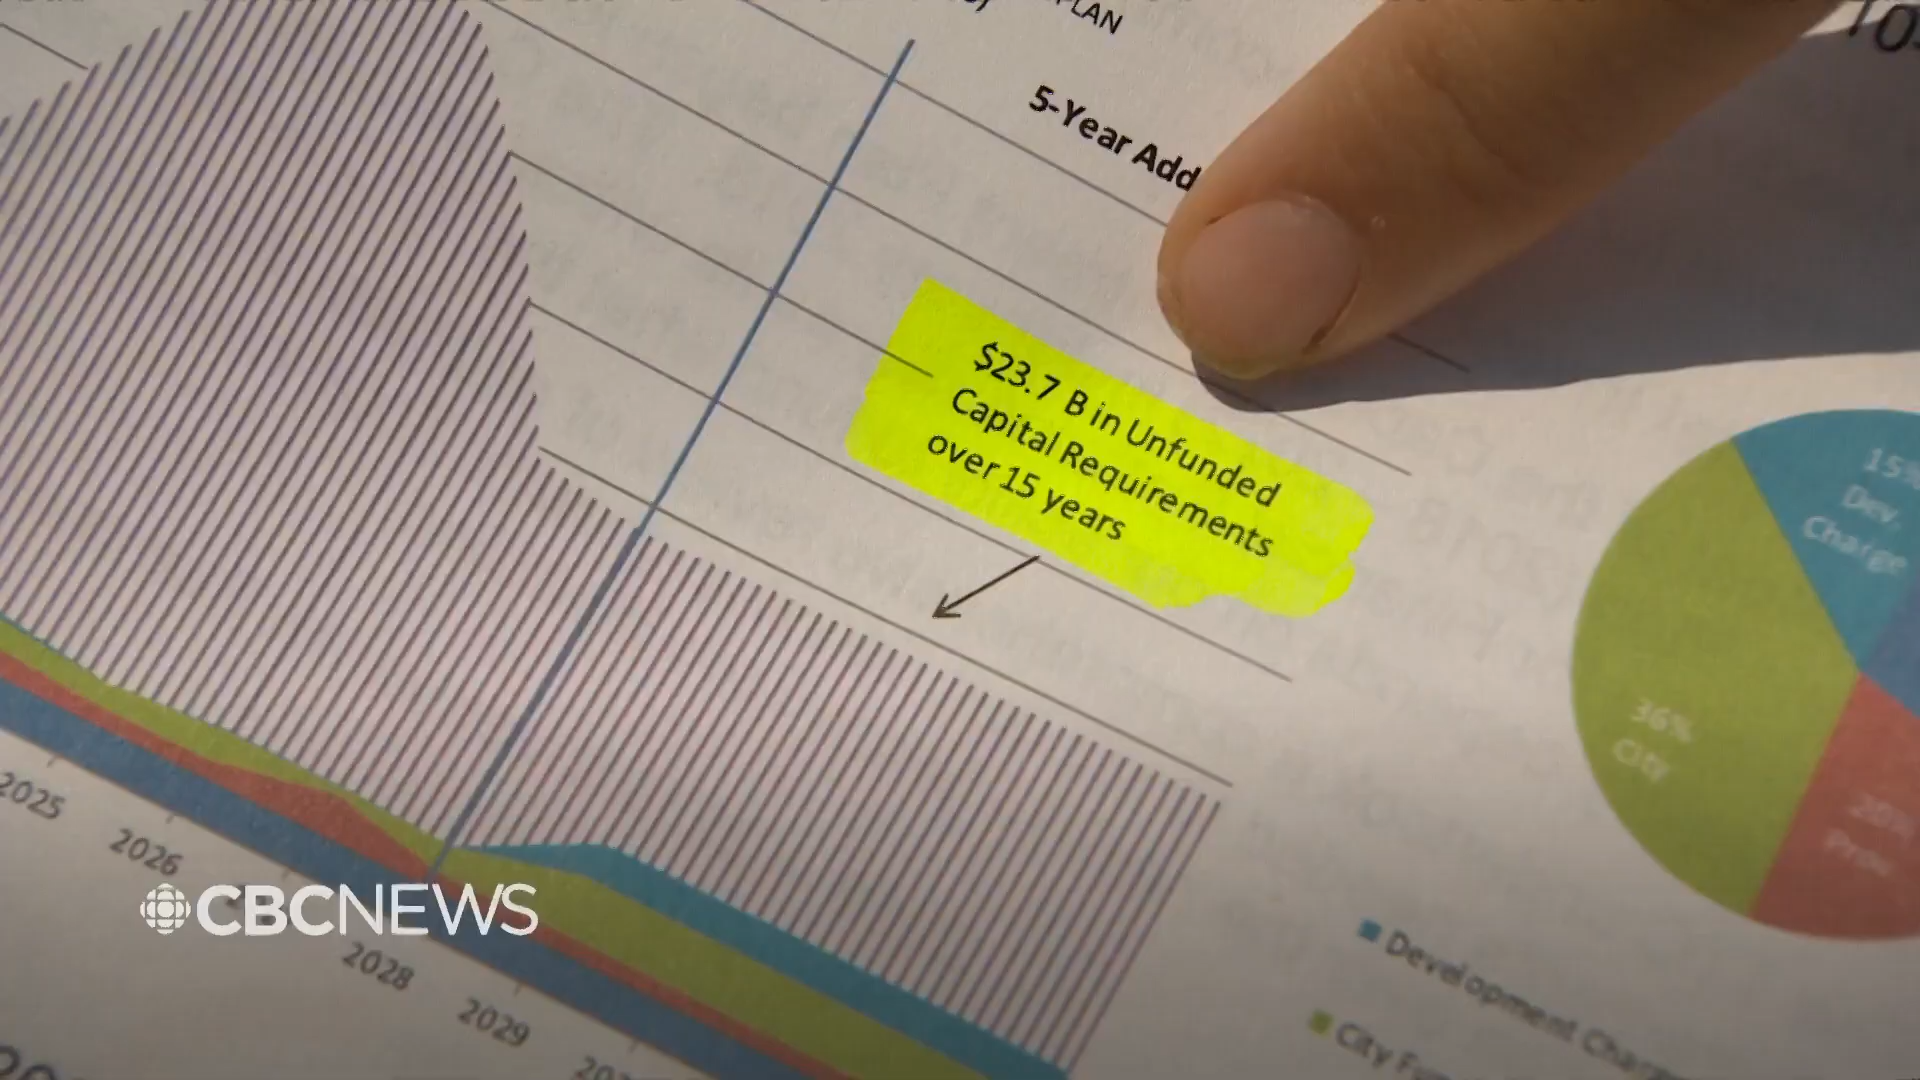 PLAN
5-Year Add
$23.7 B in Unfunded
Capital Requirements
over 15 years
15%
Dev.
Charge
36%
City
20%
Prov.
2025
2026
2028
2029
Development
City
CBCNEWS